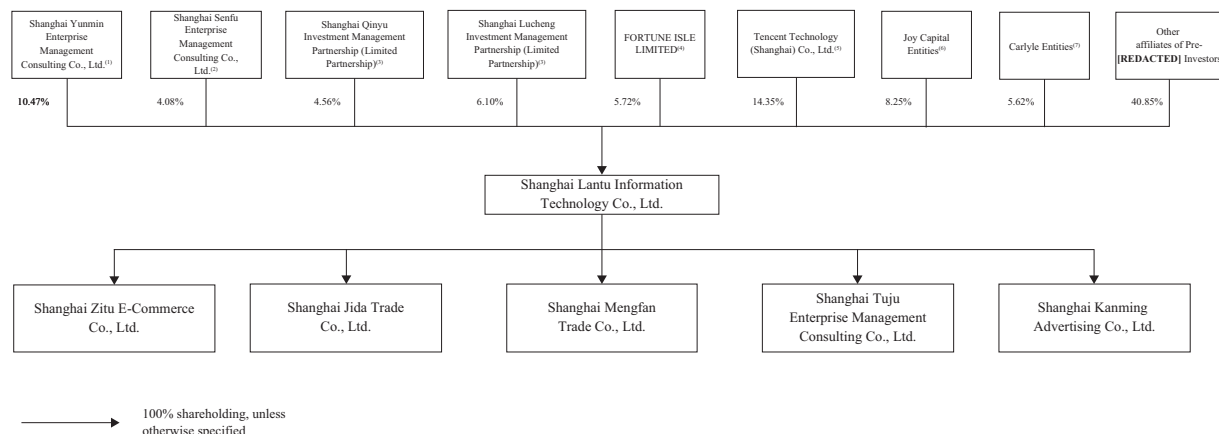 Shanghai Yunmin
Enterprise
Management
Consulting Co., Ltd.(1)
Shanghai Senfu
Enterprise
Management
Consulting Co.,
Ltd.(2)
Shanghai Qinyu
Investment Management
Partnership (Limited
Partnership)(3)
Shanghai Lucheng
Investment Management
Partnership (Limited
Partnership)(3)
FORTUNE ISLE
LIMITED(4)
Tencent Technology
(Shanghai) Co., Ltd.(5)
Joy Capital
Entities(6)
Carlyle Entities(7)
Other
affiliates of Pre-
[REDACTED] Investors
10.47%
4.08%
4.56%
6.10%
5.72%
14.35%
8.25%
5.62%
40.85%
Shanghai Lantu Information
Technology Co., Ltd.
Shanghai Zitu E-Commerce
Co., Ltd.
Shanghai Jida Trade
Co., Ltd.
Shanghai Mengfan
Trade Co., Ltd.
Shanghai Tuju
Enterprise Management
Consulting Co., Ltd.
Shanghai Kanming
Advertising Co., Ltd.
100% shareholding, unless
otherwise specified